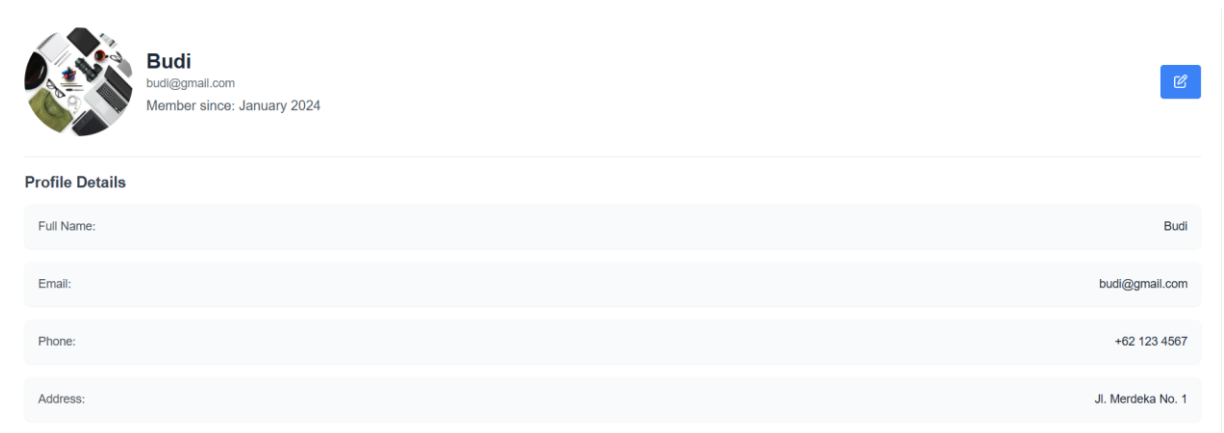 Budi
budi@gmail.com
Member since: January 2024
Profile Details
Full Name: Budi
Email: budi@gmail.com
Phone: +62 123 4567
Address: Jl. Merdeka No. 1